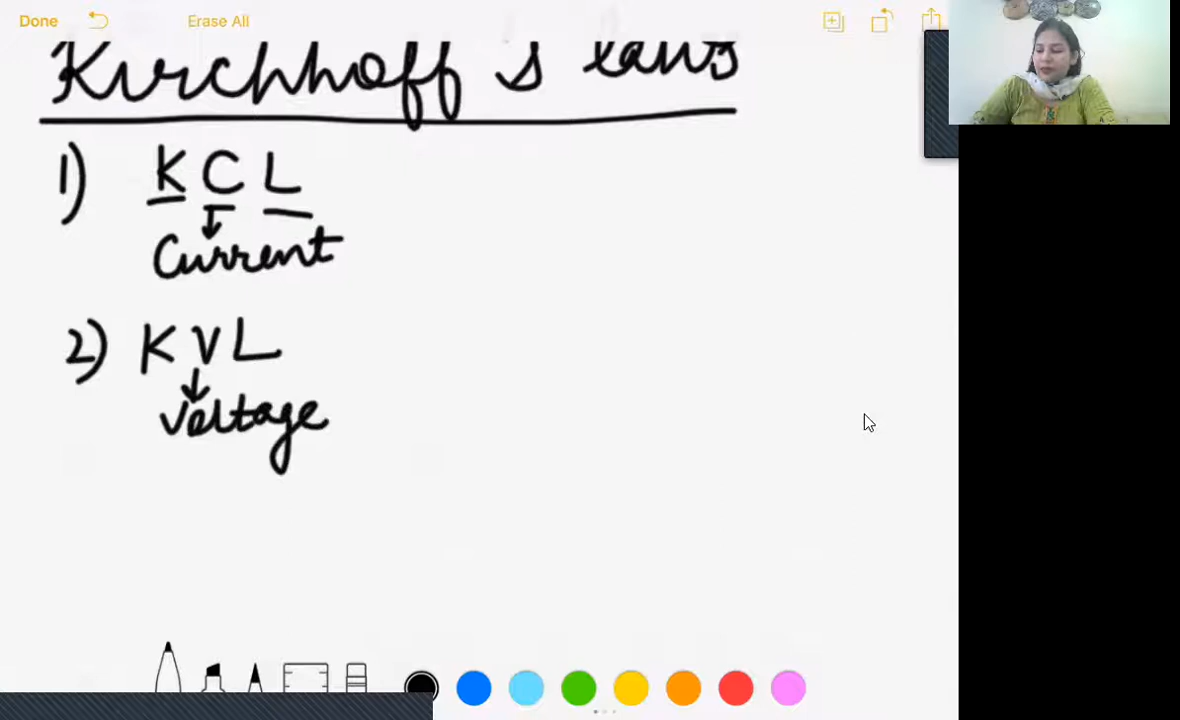 Done Erase All
Kirchhoff's laws
1) KCL
Current
2) KVL
Voltage